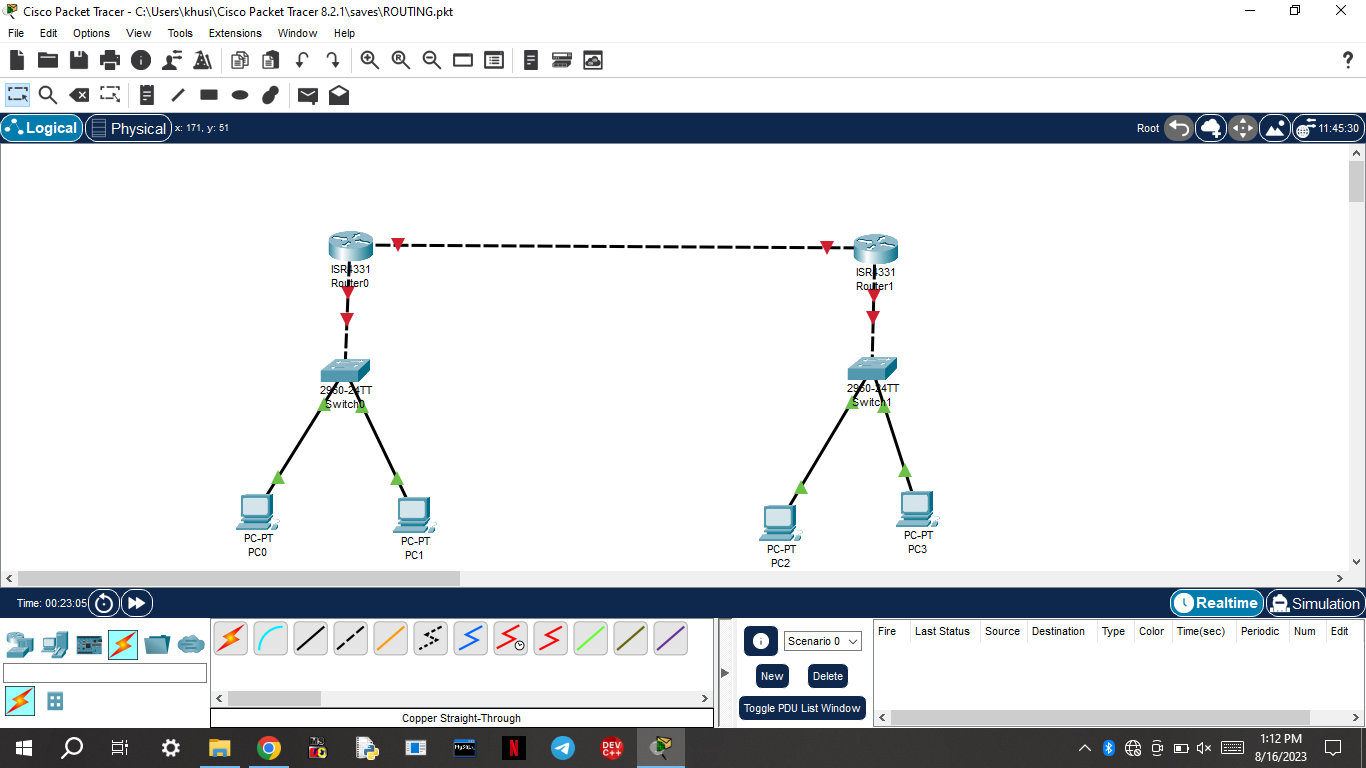 Cisco Packet Tracer - C:\Users\khusi\Cisco Packet Tracer 8.2.1\saves\ROUTING.pkt
File Edit Options View Tools Extensions Window Help
Logical Physical x: 171, y: 51 Root 11:45:30
ISR4331
Router0
ISR4331
Router1
2960-24TT
Switch0
2960-24TT
Switch1
PC-PT
PC0
PC-PT
PC1
PC-PT
PC2
PC-PT
PC3
Time: 00:23:05 Realtime Simulation
Scenario 0
New Delete
Toggle PDU List Window
Fire Last Status Source Destination Type Color Time(sec) Periodic Num Edit
Copper Straight-Through
MySQL
N
DEV
C++
1:12 PM
8/16/2023